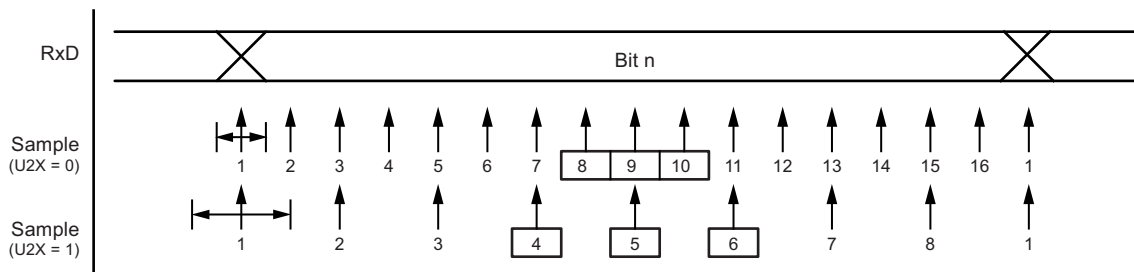 RxD
Bit n
Sample
(U2X = 0)
1 2 3 4 5 6 7 8 9 10 11 12 13 14 15 16 1
Sample
(U2X = 1)
1 2 3 4 5 6 7 8 1